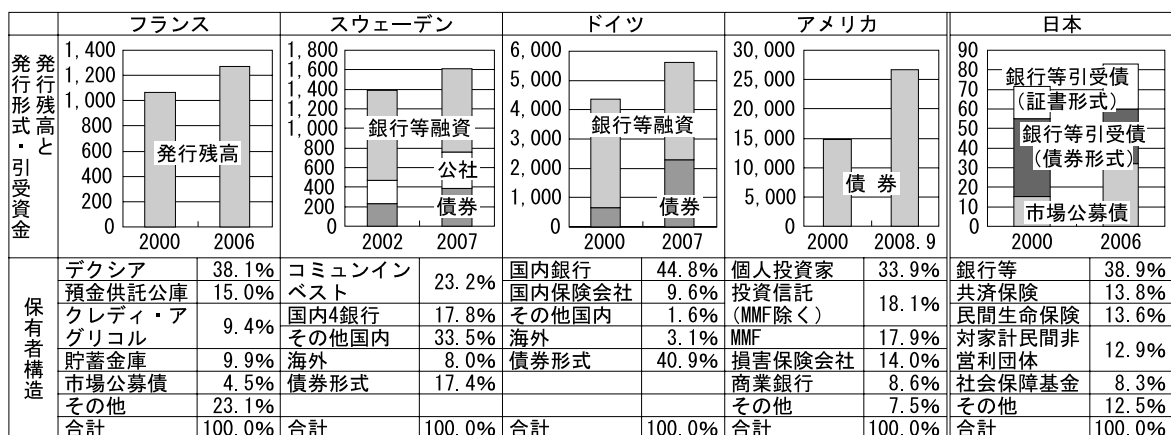 フランス スウェーデン ドイツ アメリカ 日本
発行残高と
発行形式・引受資金
1,400
1,200
1,000
800
600
400
200
0
発行残高
2000 2006
1,800
1,600
1,400
1,200
1,000
800
600
400
200
0
銀行等融資
公社
債券
2002 2007
6,000
5,000
4,000
3,000
2,000
1,000
0
銀行等融資
債券
2000 2007
30,000
25,000
20,000
15,000
10,000
5,000
0
債 券
2000 2008.9
90
80
70
60
50
40
30
20
10
0
銀行等引受債
(証書形式)
銀行等引受債
(債券形式)
市場公募債
2000 2006
保有者構造
デクシア 38.1%
預金供託公庫 15.0%
クレディ・ア
グリコル 9.4%
貯蓄金庫 9.9%
市場公募債 4.5%
その他 23.1%
合計 100.0%
コミュンイン
ベスト 23.2%
国内4銀行 17.8%
その他国内 33.5%
海外 8.0%
債券形式 17.4%
合計 100.0%
国内銀行 44.8%
国内保険会社 9.6%
その他国内 1.6%
海外 3.1%
債券形式 40.9%
合計 100.0%
個人投資家 33.9%
投資信託
(MMF除く) 18.1%
MMF 17.9%
損害保険会社 14.0%
商業銀行 8.6%
その他 7.5%
合計 100.0%
銀行等 38.9%
共済保険 13.8%
民間生命保険 13.6%
対家計民間非
営利団体 12.9%
社会保障基金 8.3%
その他 12.5%
合計 100.0%